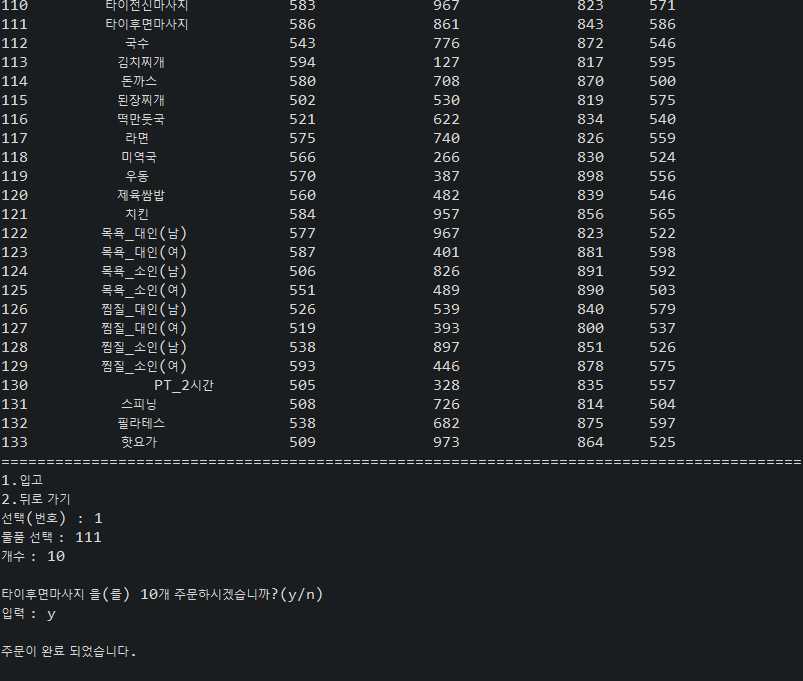 110 타이전신마사지 583 967 823 571
111 타이후면마사지 586 861 843 586
112 국수 543 776 872 546
113 김치찌개 594 127 817 595
114 돈까스 580 708 870 500
115 된장찌개 502 530 819 575
116 떡만둣국 521 622 834 540
117 라면 575 740 826 559
118 미역국 566 266 830 524
119 우동 570 387 898 556
120 제육쌈밥 560 482 839 546
121 치킨 584 957 856 565
122 목욕_대인(남) 577 967 823 522
123 목욕_대인(여) 587 401 881 598
124 목욕_소인(남) 506 826 891 592
125 목욕_소인(여) 551 489 890 503
126 찜질_대인(남) 526 539 840 579
127 찜질_대인(여) 519 393 800 537
128 찜질_소인(남) 538 897 851 526
129 찜질_소인(여) 593 446 878 575
130 PT_2시간 505 328 835 557
131 스피닝 508 726 814 504
132 필라테스 538 682 875 597
133 핫요가 509 973 864 525
=========================================================================================
1.입고
2.뒤로 가기
선택(번호) : 1
물품 선택 : 111
개수 : 10
타이후면마사지 을(를) 10개 주문하시겠습니까?(y/n)
입력 : y
주문이 완료 되었습니다.